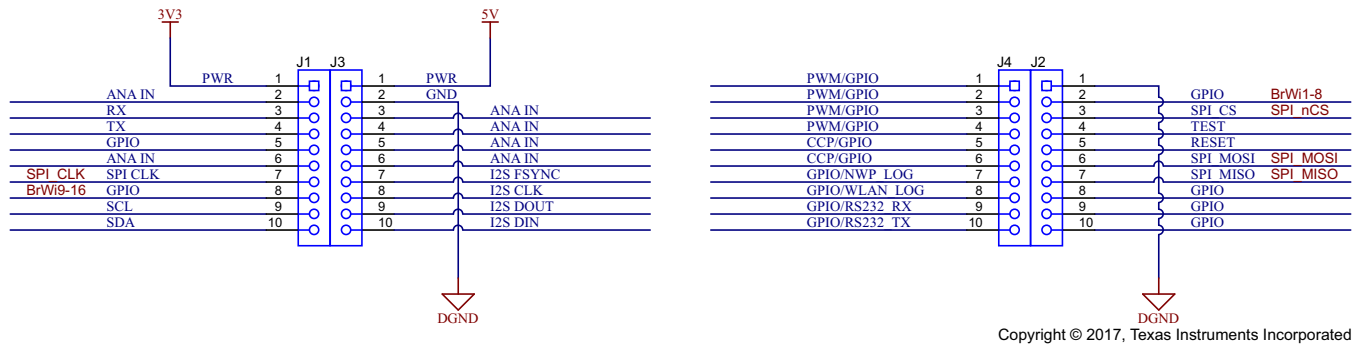 3V3 5V
J1 J3 J4 J2
PWR 1 1 PWR PWM/GPIO 1 1
ANA IN 2 2 GND PWM/GPIO 2 2 GPIO BrWi1-8
RX 3 3 ANA IN PWM/GPIO 3 3 SPI_CS SPI_nCS
TX 4 4 ANA IN PWM/GPIO 4 4 TEST
GPIO 5 5 ANA IN CCP/GPIO 5 5 RESET
ANA IN 6 6 ANA IN CCP/GPIO 6 6 SPI_MOSI SPI_MOSI
SPI_CLK SPI CLK 7 7 I2S FSYNC GPIO/NWP_LOG 7 7 SPI_MISO SPI_MISO
BrWi9-16 GPIO 8 8 I2S CLK GPIO/WLAN_LOG 8 8 GPIO
SCL 9 9 I2S DOUT GPIO/RS232_RX 9 9 GPIO
SDA 10 10 I2S DIN GPIO/RS232_TX 10 10 GPIO
DGND DGND
Copyright © 2017, Texas Instruments Incorporated